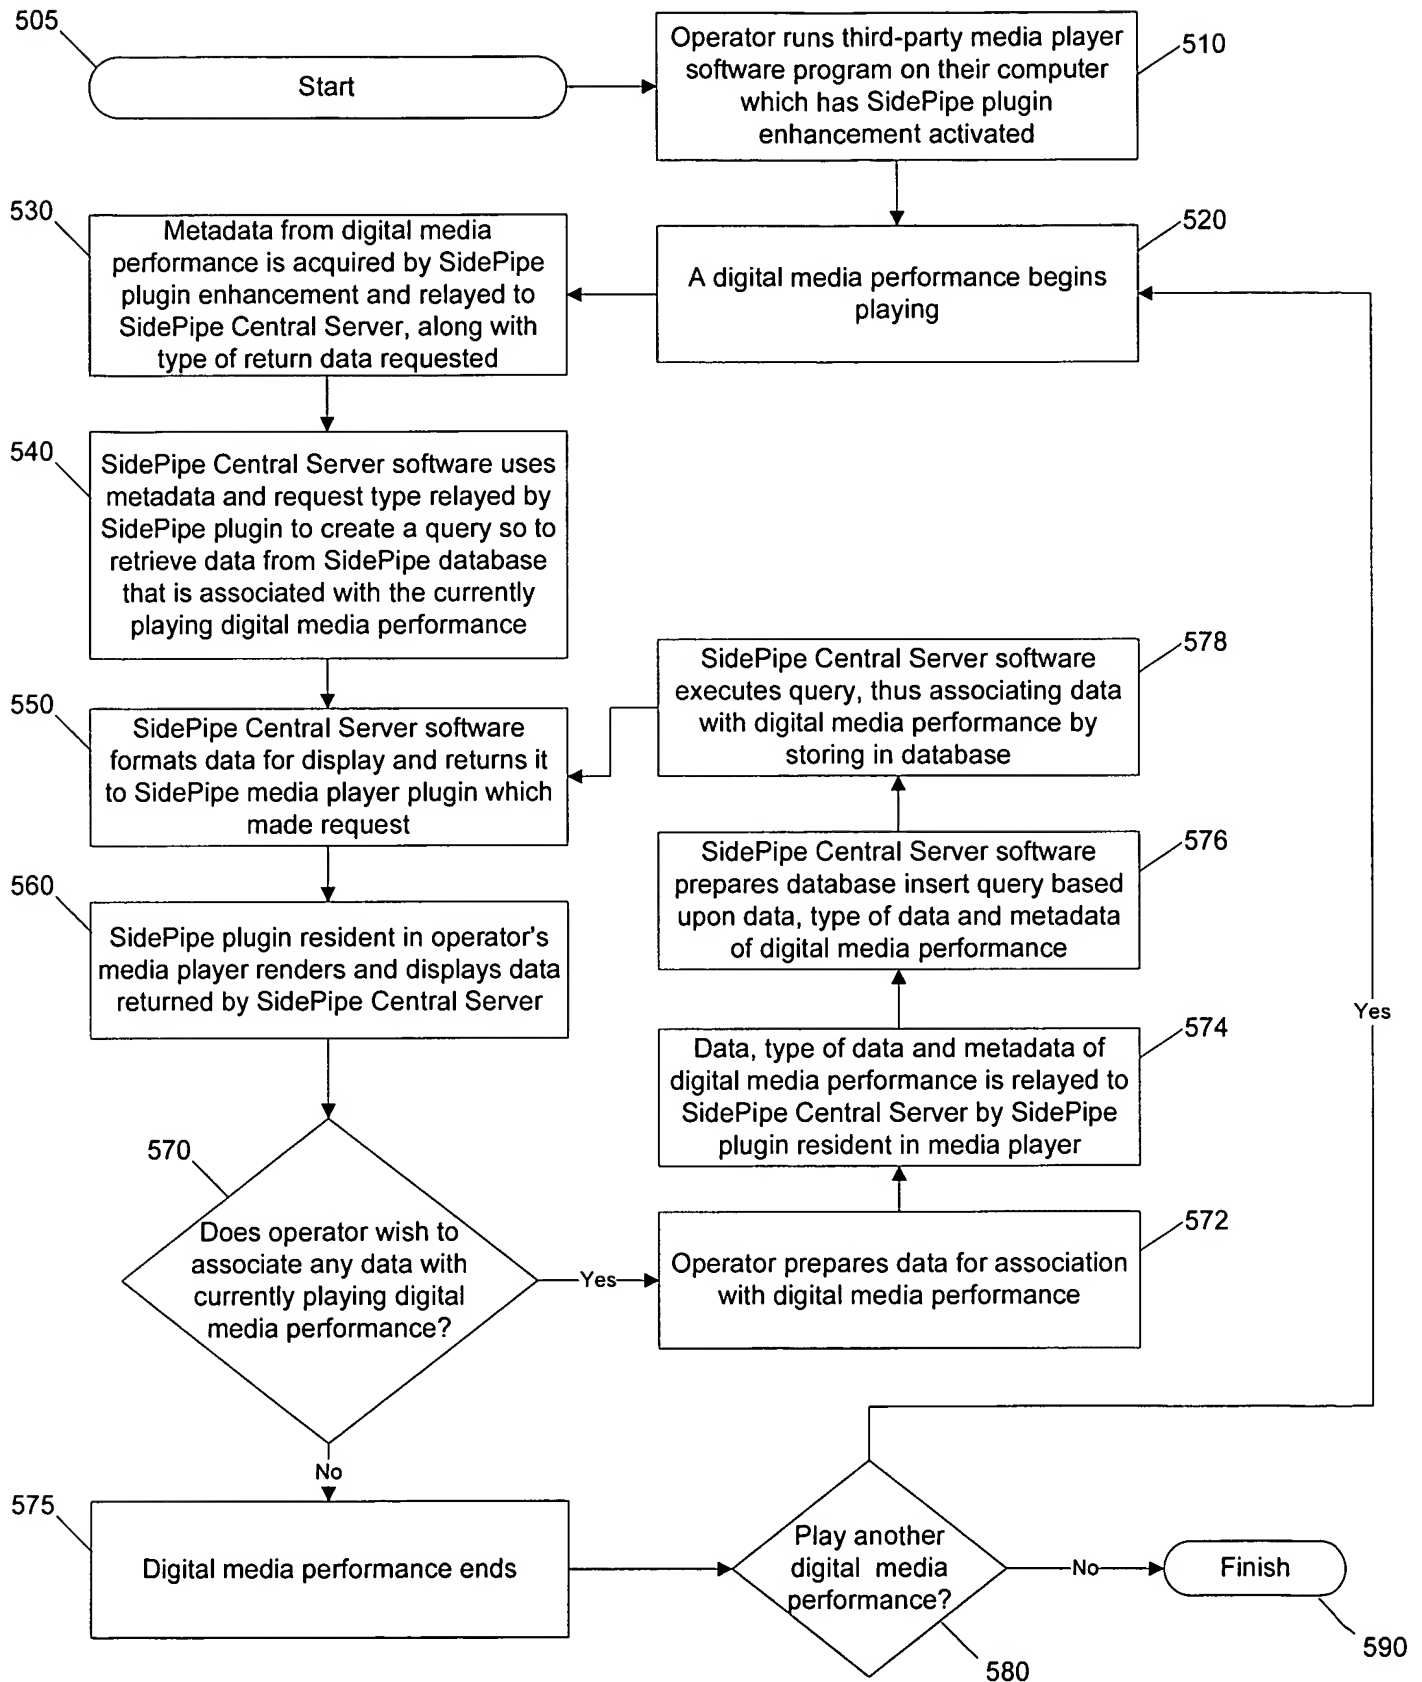 505
Start
Operator runs third-party media player
software program on their computer
which has SidePipe plugin
enhancement activated
510
530
Metadata from digital media
performance is acquired by SidePipe
plugin enhancement and relayed to
SidePipe Central Server, along with
type of return data requested
A digital media performance begins
playing
520
540
SidePipe Central Server software uses
metadata and request type relayed by
SidePipe plugin to create a query so to
retrieve data from SidePipe database
that is associated with the currently
playing digital media performance
550
SidePipe Central Server software
formats data for display and returns it
to SidePipe media player plugin which
made request
SidePipe Central Server software
executes query, thus associating data
with digital media performance by
storing in database
578
560
SidePipe plugin resident in operator's
media player renders and displays data
returned by SidePipe Central Server
SidePipe Central Server software
prepares database insert query based
upon data, type of data and metadata
of digital media performance
576
Yes
Data, type of data and metadata of
digital media performance is relayed to
SidePipe Central Server by SidePipe
plugin resident in media player
574
570
Does operator wish to
associate any data with
currently playing digital
media performance?
Yes
Operator prepares data for association
with digital media performance
572
No
575
Digital media performance ends
Play another
digital media
performance?
580
No
Finish
590